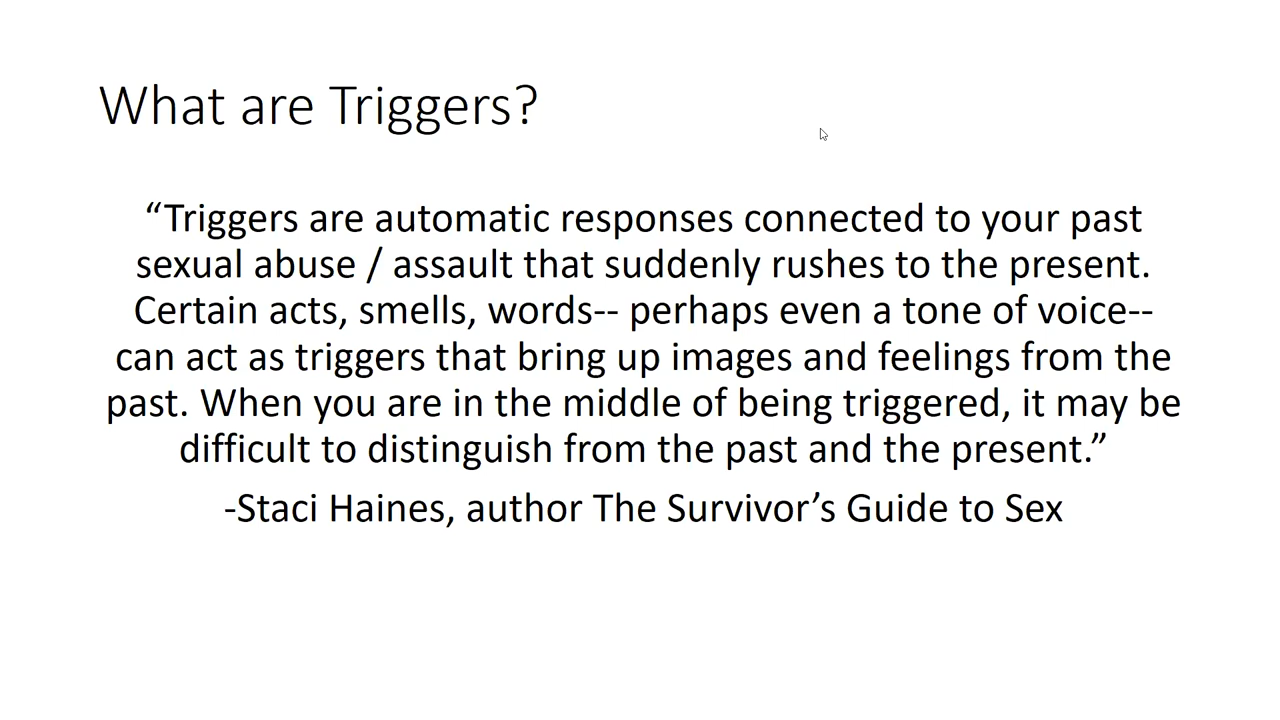 What are Triggers?
“Triggers are automatic responses connected to your past
sexual abuse / assault that suddenly rushes to the present.
Certain acts, smells, words-- perhaps even a tone of voice--
can act as triggers that bring up images and feelings from the
past. When you are in the middle of being triggered, it may be
difficult to distinguish from the past and the present.”
-Staci Haines, author The Survivor’s Guide to Sex